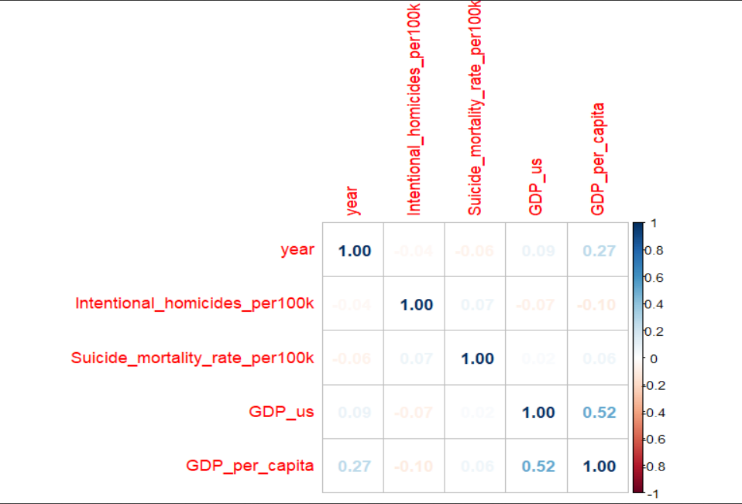 year
Intentional_homicides_per100k
Suicide_mortality_rate_per100k
GDP_us
GDP_per_capita
year 1.00 -0.04 -0.06 0.09 0.27
Intentional_homicides_per100k -0.04 1.00 0.07 -0.07 -0.10
Suicide_mortality_rate_per100k -0.06 0.07 1.00 0.02 0.06
GDP_us 0.09 -0.07 0.02 1.00 0.52
GDP_per_capita 0.27 -0.10 0.06 0.52 1.00
1
0.8
0.6
0.4
0.2
0
-0.2
-0.4
-0.6
-0.8
-1